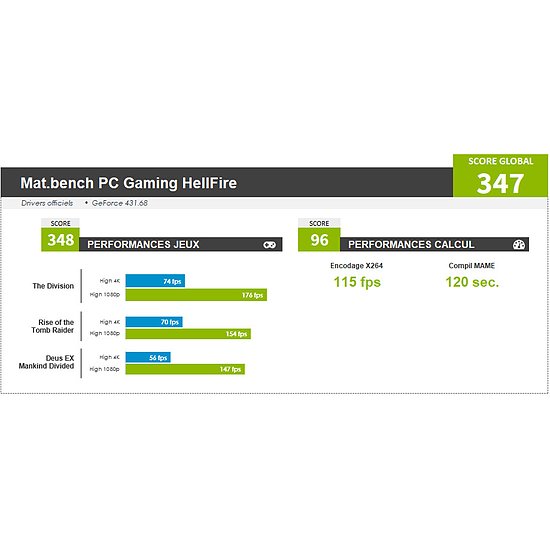 SCORE GLOBAL
347
Mat.bench PC Gaming HellFire
Drivers officiels • GeForce 431.68
SCORE
348
PERFORMANCES JEUX
The Division
High 4K
74 fps
High 1080p
176 fps
Rise of the
Tomb Raider
High 4K
70 fps
High 1080p
154 fps
Deus EX
Mankind Divided
High 4K
56 fps
High 1080p
147 fps
SCORE
96
PERFORMANCES CALCUL
Encodage X264
115 fps
Compil MAME
120 sec.